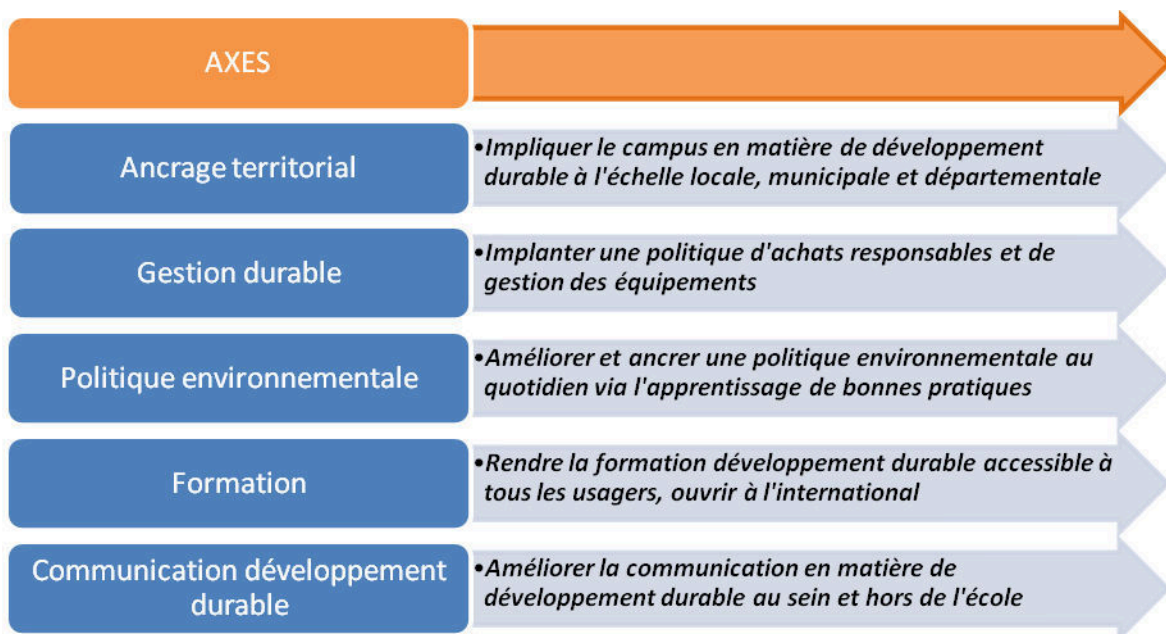 AXES
Ancrage territorial
•Impliquer le campus en matière de développement
durable à l'échelle locale, municipale et départementale
Gestion durable
•Implanter une politique d'achats responsables et de
gestion des équipements
Politique environnementale
•Améliorer et ancrer une politique environnementale au
quotidien via l'apprentissage de bonnes pratiques
Formation
•Rendre la formation développement durable accessible à
tous les usagers, ouvrir à l'international
Communication développement
durable
•Améliorer la communication en matière de
développement durable au sein et hors de l'école